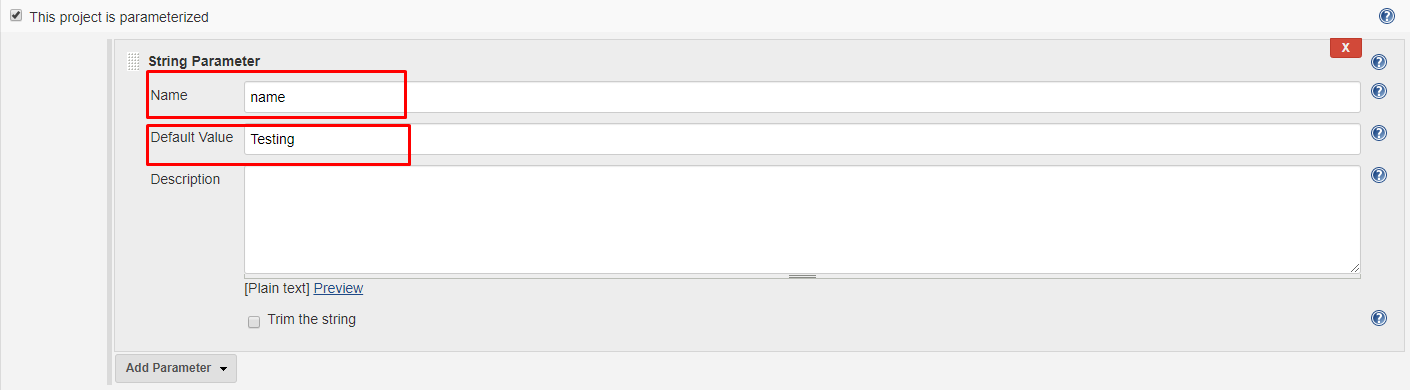 This project is parameterized
?
X
String Parameter
?
Name name
?
Default Value Testing
?
Description
?
[Plain text] Preview
Trim the string
?
Add Parameter